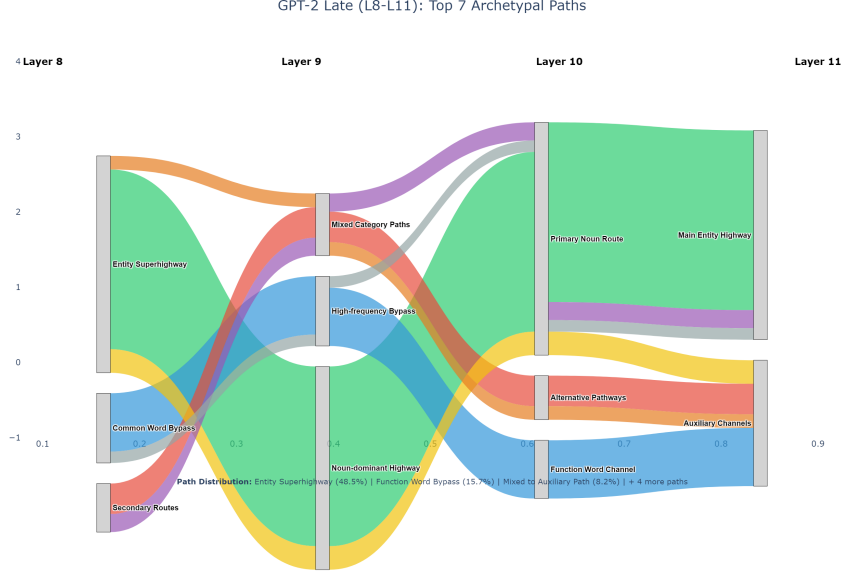 GPT-2 Late (L8-L11): Top 7 Archetypal Paths
Layer 8
Layer 9
Layer 10
Layer 11
4
3
2
1
0
−1
0.1
0.2
0.3
0.4
0.5
0.6
0.7
0.8
0.9
Entity Superhighway
Common Word Bypass
Secondary Routes
Mixed Category Paths
High-frequency Bypass
Noun-dominant Highway
Primary Noun Route
Alternative Pathways
Function Word Channel
Main Entity Highway
Auxiliary Channels
Path Distribution: Entity Superhighway (48.5%) | Function Word Bypass (15.7%) | Mixed to Auxiliary Path (8.2%) | + 4 more paths